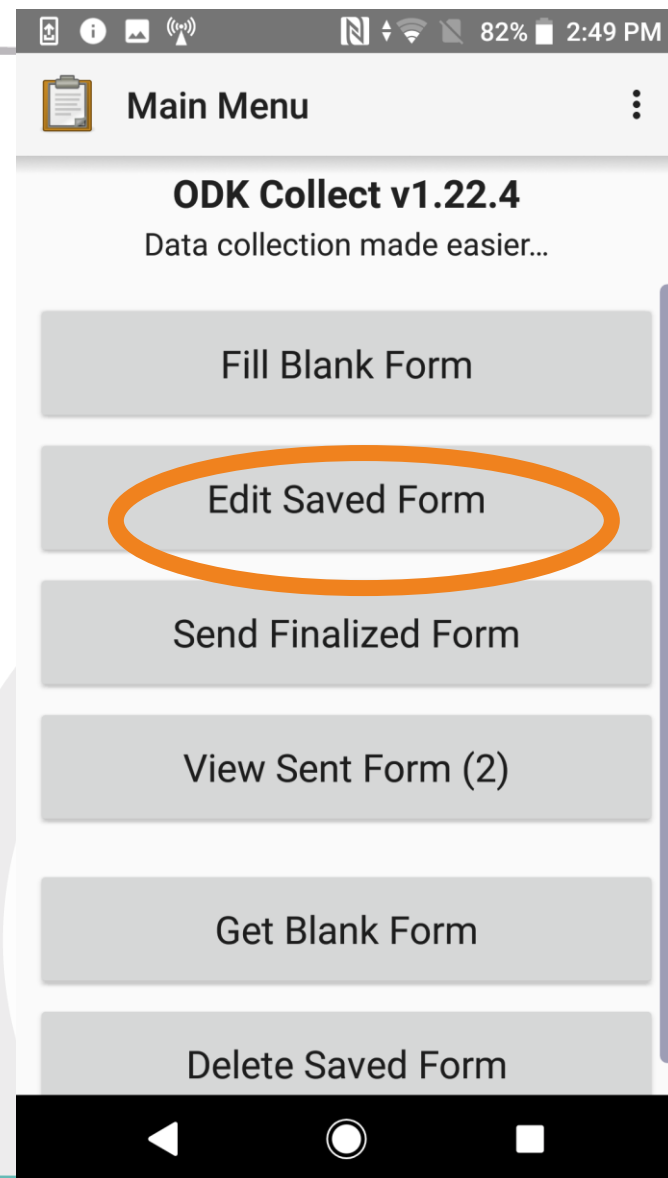 82% 2:49 PM
Main Menu
ODK Collect v1.22.4
Data collection made easier...
Fill Blank Form
Edit Saved Form
Send Finalized Form
View Sent Form (2)
Get Blank Form
Delete Saved Form